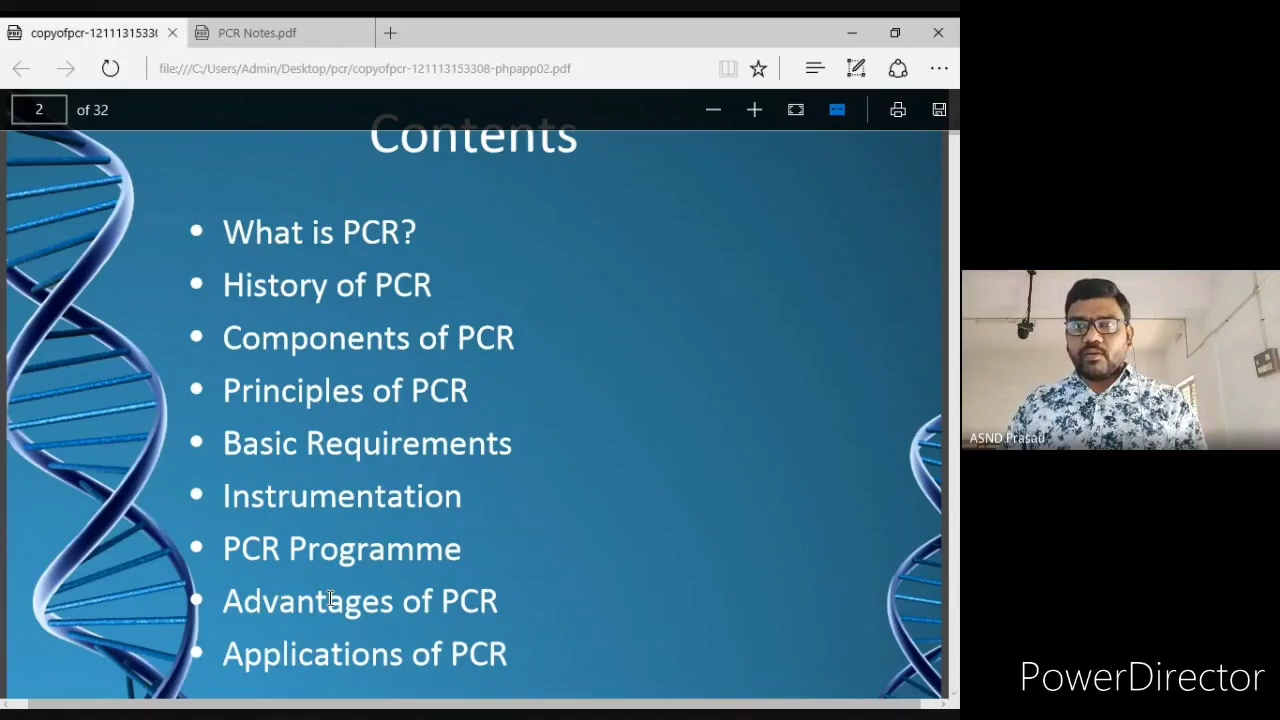 copyofpcr-12111315330
PCR Notes.pdf
file:///C:/Users/Admin/Desktop/pcr/copyofpcr-121113153308-phpapp02.pdf
2 of 32
Contents
• What is PCR?
• History of PCR
• Components of PCR
• Principles of PCR
• Basic Requirements
• Instrumentation
• PCR Programme
• Advantages of PCR
• Applications of PCR
ASND Prasad
PowerDirector